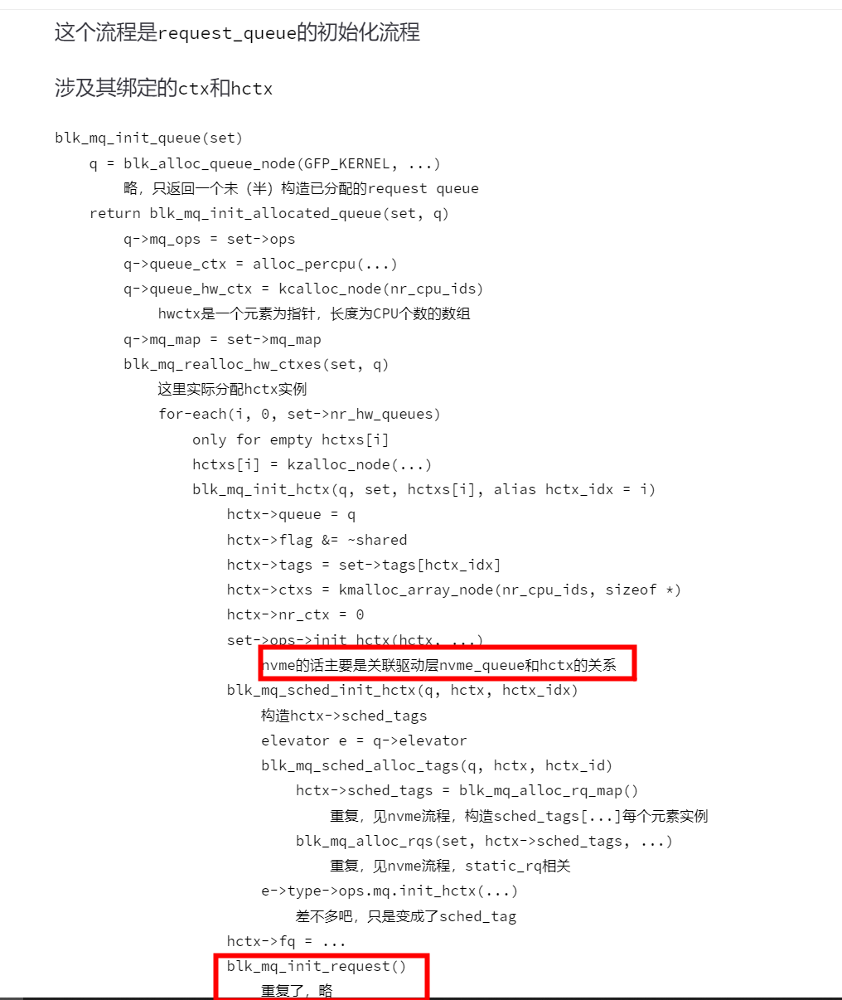 这个流程是request_queue的初始化流程
涉及其绑定的ctx和hctx
blk_mq_init_queue(set)
q = blk_alloc_queue_node(GFP_KERNEL, ...)
略，只返回一个未（半）构造已分配的request queue
return blk_mq_init_allocated_queue(set, q)
q->mq_ops = set->ops
q->queue_ctx = alloc_percpu(...)
q->queue_hw_ctx = kcalloc_node(nr_cpu_ids)
hwctx是一个元素为指针，长度为CPU个数的数组
q->mq_map = set->mq_map
blk_mq_realloc_hw_ctxes(set, q)
这里实际分配hctx实例
for-each(i, 0, set->nr_hw_queues)
only for empty hctxs[i]
hctxs[i] = kzalloc_node(...)
blk_mq_init_hctx(q, set, hctxs[i], alias hctx_idx = i)
hctx->queue = q
hctx->flag &= ~shared
hctx->tags = set->tags[hctx_idx]
hctx->ctxs = kmalloc_array_node(nr_cpu_ids, sizeof *)
hctx->nr_ctx = 0
set->ops->init_hctx(hctx, ...)
nvme的话主要是关联驱动层nvme_queue和hctx的关系
blk_mq_sched_init_hctx(q, hctx, hctx_idx)
构造hctx->sched_tags
elevator e = q->elevator
blk_mq_sched_alloc_tags(q, hctx, hctx_id)
hctx->sched_tags = blk_mq_alloc_rq_map()
重复，见nvme流程，构造sched_tags[...]每个元素实例
blk_mq_alloc_rqs(set, hctx->sched_tags, ...)
重复，见nvme流程，static_rq相关
e->type->ops.mq.init_hctx(...)
差不多吧，只是变成了sched_tag
hctx->fq = ...
blk_mq_init_request()
重复了，略